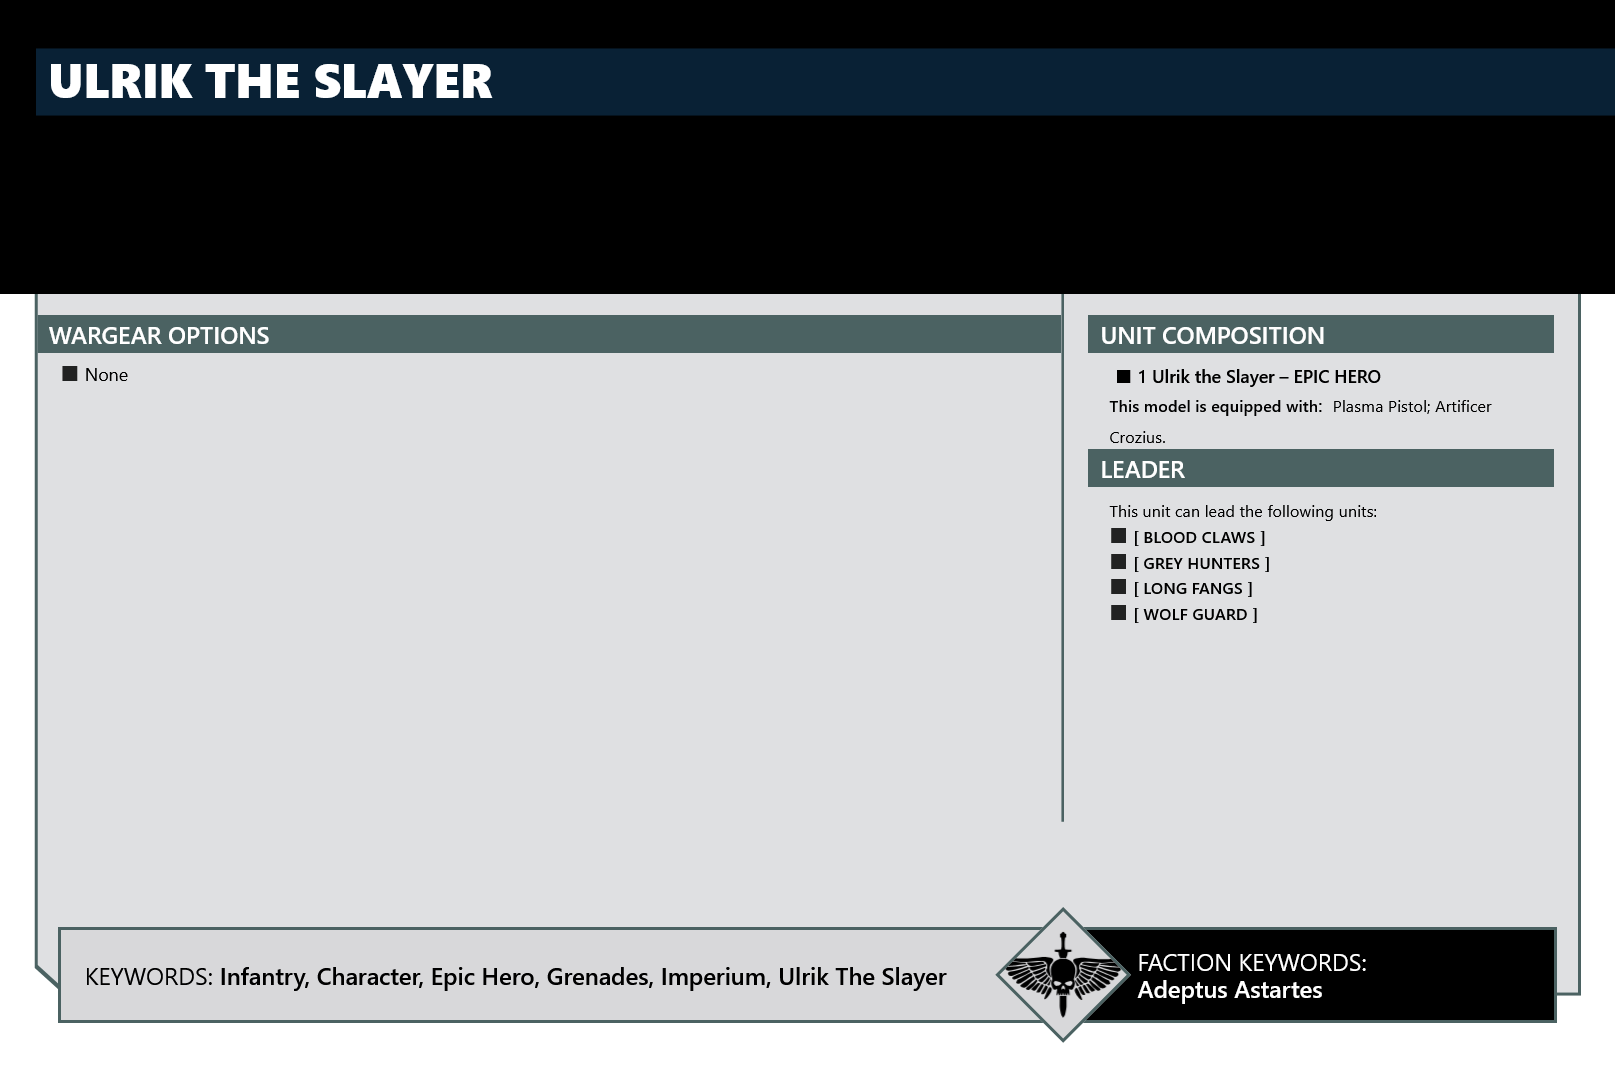 ULRIK THE SLAYER
WARGEAR OPTIONS
None
UNIT COMPOSITION
1 Ulrik the Slayer – EPIC HERO
This model is equipped with: Plasma Pistol; Artificer
Crozius.
LEADER
This unit can lead the following units:
[ BLOOD CLAWS ]
[ GREY HUNTERS ]
[ LONG FANGS ]
[ WOLF GUARD ]
KEYWORDS: Infantry, Character, Epic Hero, Grenades, Imperium, Ulrik The Slayer
FACTION KEYWORDS:
Adeptus Astartes